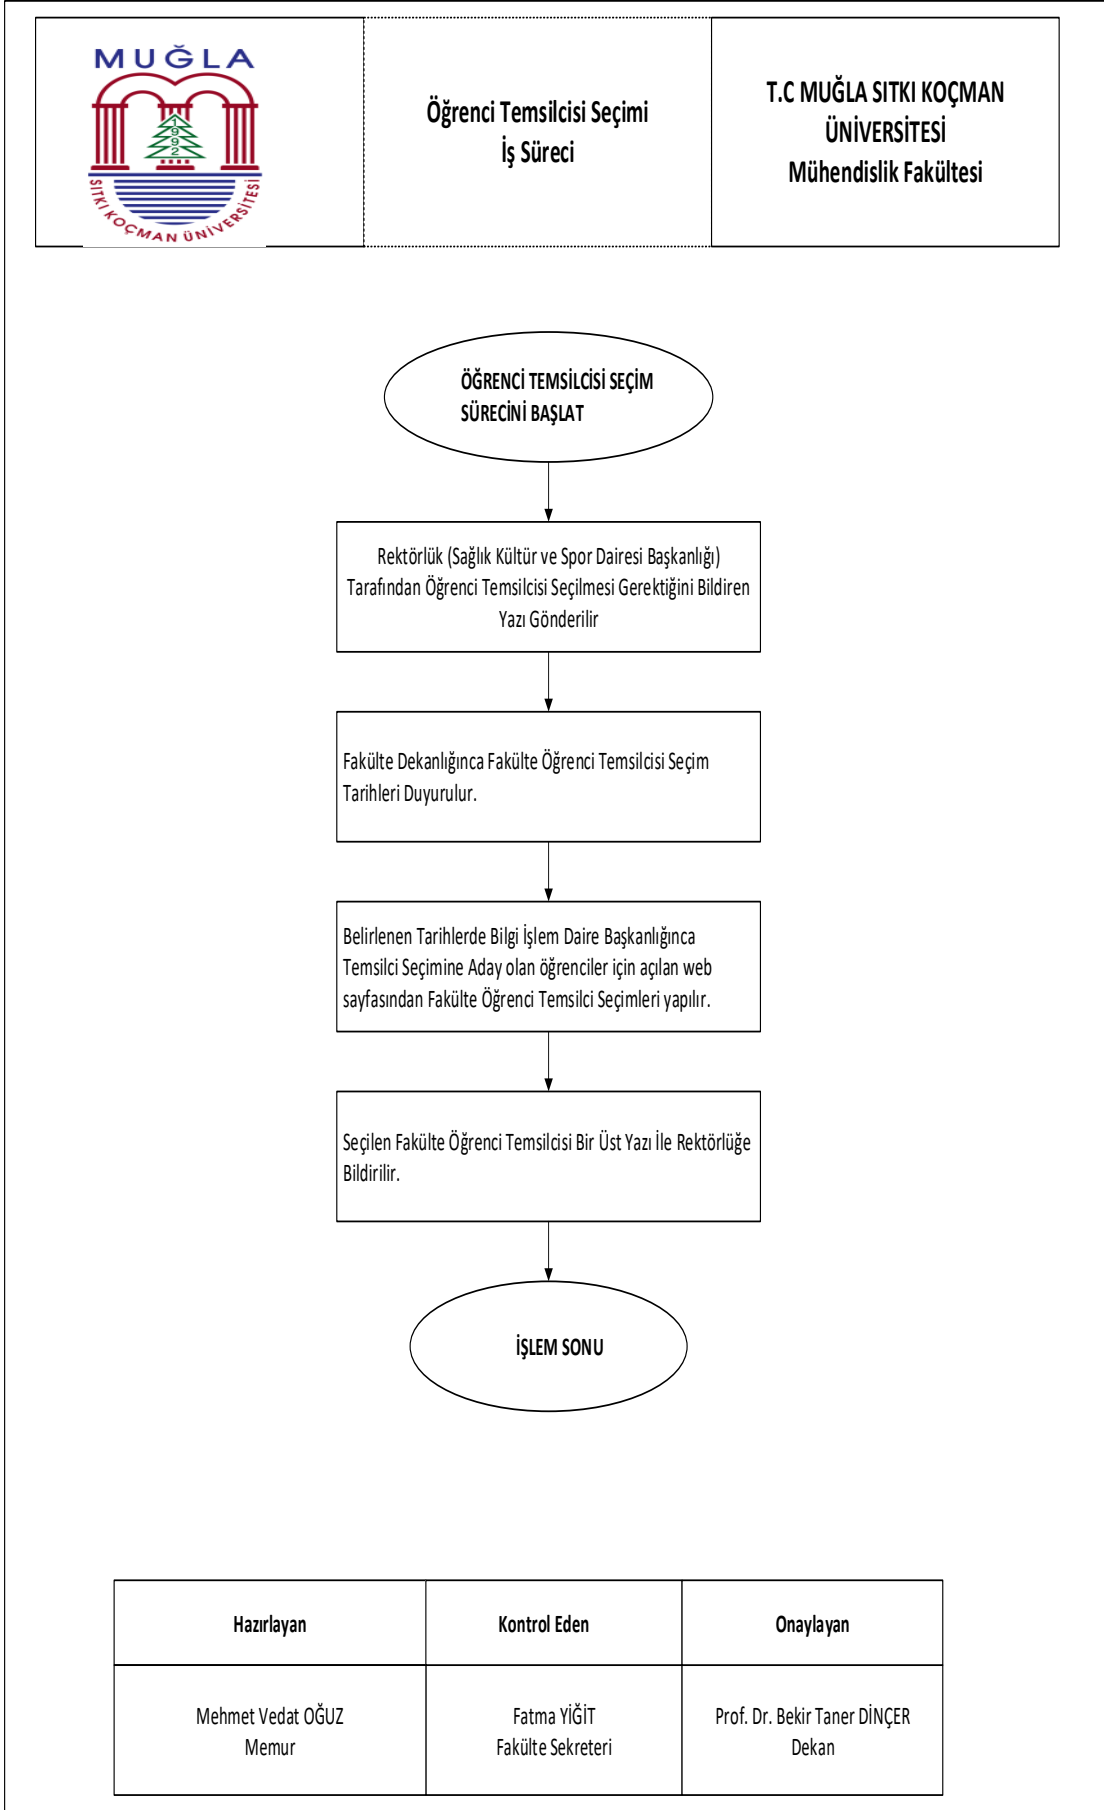 MUĞLA
1992
SITKI KOÇMAN ÜNİVERSİTESİ
Öğrenci Temsilcisi Seçimi
İş Süreci
T.C MUĞLA SITKI KOÇMAN
ÜNİVERSİTESİ
Mühendislik Fakültesi
ÖĞRENCİ TEMSİLCİSİ SEÇİM
SÜRECİNİ BAŞLAT
Rektörlük (Sağlık Kültür ve Spor Dairesi Başkanlığı)
Tarafından Öğrenci Temsilcisi Seçilmesi Gerektiğini Bildiren
Yazı Gönderilir
Fakülte Dekanlığınca Fakülte Öğrenci Temsilcisi Seçim
Tarihleri Duyurulur.
Belirlenen Tarihlerde Bilgi İşlem Daire Başkanlığınca
Temsilci Seçimine Aday olan öğrenciler için açılan web
sayfasından Fakülte Öğrenci Temsilci Seçimleri yapılır.
Seçilen Fakülte Öğrenci Temsilcisi Bir Üst Yazı İle Rektörlüğe
Bildirilir.
İŞLEM SONU
Hazırlayan
Kontrol Eden
Onaylayan
Mehmet Vedat OĞUZ
Memur
Fatma YİĞİT
Fakülte Sekreteri
Prof. Dr. Bekir Taner DİNÇER
Dekan